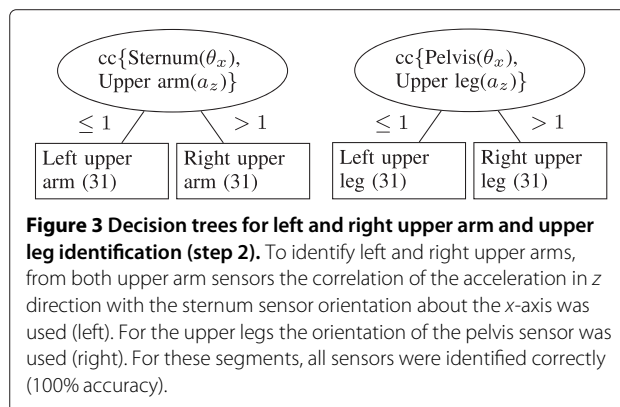 cc{Sternum(θₓ),
Upper arm(a_z)}
≤ 1
> 1
Left upper
arm (31)
Right upper
arm (31)
cc{Pelvis(θₓ),
Upper leg(a_z)}
≤ 1
> 1
Left upper
leg (31)
Right upper
leg (31)
Figure 3 Decision trees for left and right upper arm and upper
leg identification (step 2). To identify left and right upper arms,
from both upper arm sensors the correlation of the acceleration in z
direction with the sternum sensor orientation about the x-axis was
used (left). For the upper legs the orientation of the pelvis sensor was
used (right). For these segments, all sensors were identified correctly
(100% accuracy).